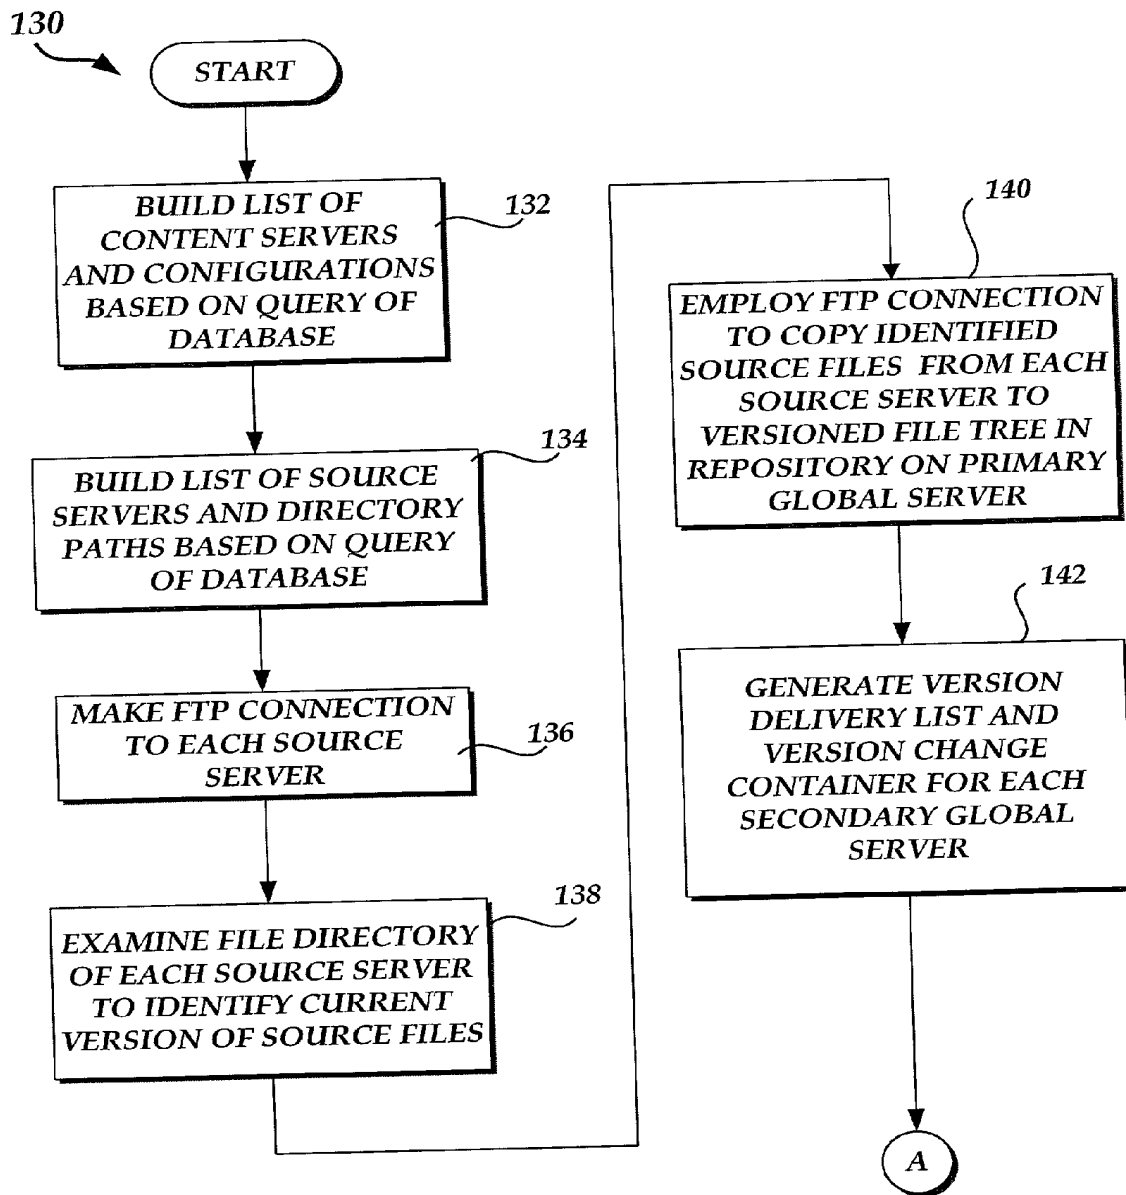 130
START
BUILD LIST OF
CONTENT SERVERS
AND CONFIGURATIONS
BASED ON QUERY OF
DATABASE
132
BUILD LIST OF SOURCE
SERVERS AND DIRECTORY
PATHS BASED ON QUERY
OF DATABASE
134
MAKE FTP CONNECTION
TO EACH SOURCE
SERVER
136
EXAMINE FILE DIRECTORY
OF EACH SOURCE SERVER
TO IDENTIFY CURRENT
VERSION OF SOURCE FILES
138
140
EMPLOY FTP CONNECTION
TO COPY IDENTIFIED
SOURCE FILES FROM EACH
SOURCE SERVER TO
VERSIONED FILE TREE IN
REPOSITORY ON PRIMARY
GLOBAL SERVER
142
GENERATE VERSION
DELIVERY LIST AND
VERSION CHANGE
CONTAINER FOR EACH
SECONDARY GLOBAL
SERVER
A